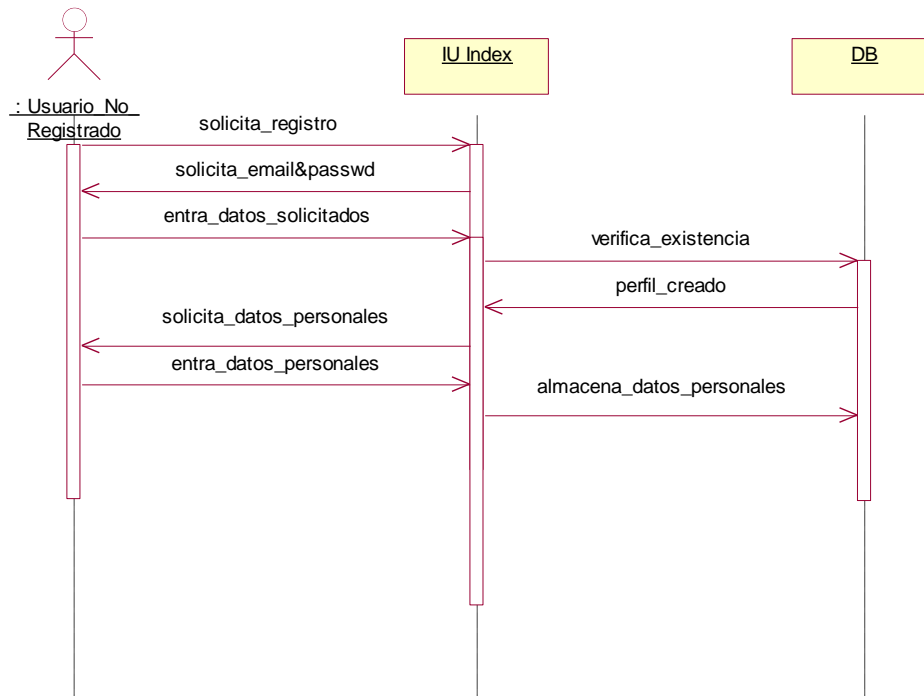 IU Index
DB
: Usuario_No_
Registrado
solicita_registro
solicita_email&passwd
entra_datos_solicitados
verifica_existencia
perfil_creado
solicita_datos_personales
entra_datos_personales
almacena_datos_personales